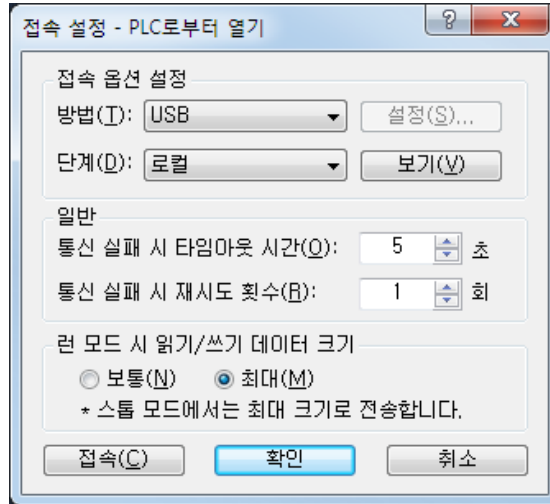 접속 설정 - PLC로부터 열기
접속 옵션 설정
방법(T): USB 설정(S)...
단계(D): 로컬 보기(V)
일반
통신 실패 시 타임아웃 시간(O): 5 초
통신 실패 시 재시도 횟수(R): 1 회
런 모드 시 읽기/쓰기 데이터 크기
보통(N) 최대(M)
* 스톱 모드에서는 최대 크기로 전송합니다.
접속(C) 확인 취소